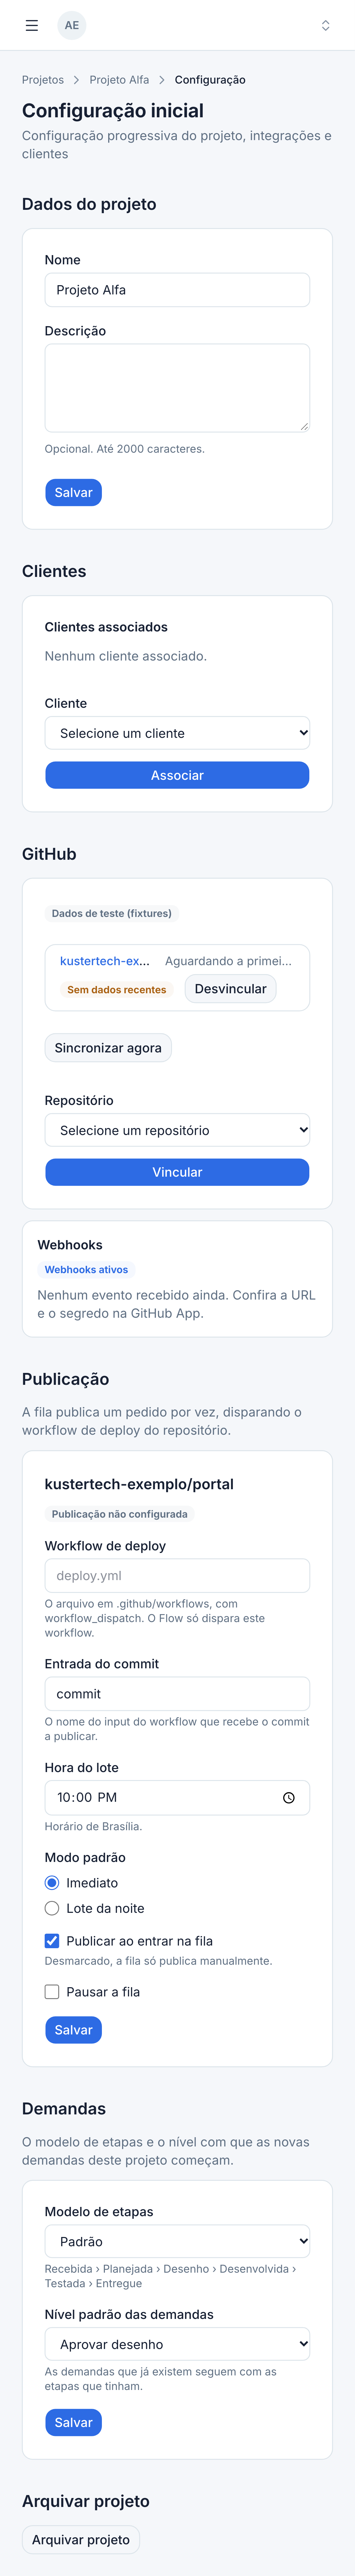 AE
Projetos > Projeto Alfa > Configuração
Configuração inicial
Configuração progressiva do projeto, integrações e
clientes
Dados do projeto
Nome
Projeto Alfa
Descrição
Opcional. Até 2000 caracteres.
Salvar
Clientes
Clientes associados
Nenhum cliente associado.
Cliente
Selecione um cliente
Associar
GitHub
Dados de teste (fixtures)
kustertech-ex... Aguardando a primei...
Sem dados recentes Desvincular
Sincronizar agora
Repositório
Selecione um repositório
Vincular
Webhooks
Webhooks ativos
Nenhum evento recebido ainda. Confira a URL
e o segredo na GitHub App.
Publicação
A fila publica um pedido por vez, disparando o
workflow de deploy do repositório.
kustertech-exemplo/portal
Publicação não configurada
Workflow de deploy
deploy.yml
O arquivo em .github/workflows, com
workflow_dispatch. O Flow só dispara este
workflow.
Entrada do commit
commit
O nome do input do workflow que recebe o commit
a publicar.
Hora do lote
10:00 PM
Horário de Brasília.
Modo padrão
Imediato
Lote da noite
Publicar ao entrar na fila
Desmarcado, a fila só publica manualmente.
Pausar a fila
Salvar
Demandas
O modelo de etapas e o nível com que as novas
demandas deste projeto começam.
Modelo de etapas
Padrão
Recebida › Planejada › Desenho › Desenvolvida ›
Testada › Entregue
Nível padrão das demandas
Aprovar desenho
As demandas que já existem seguem com as
etapas que tinham.
Salvar
Arquivar projeto
Arquivar projeto